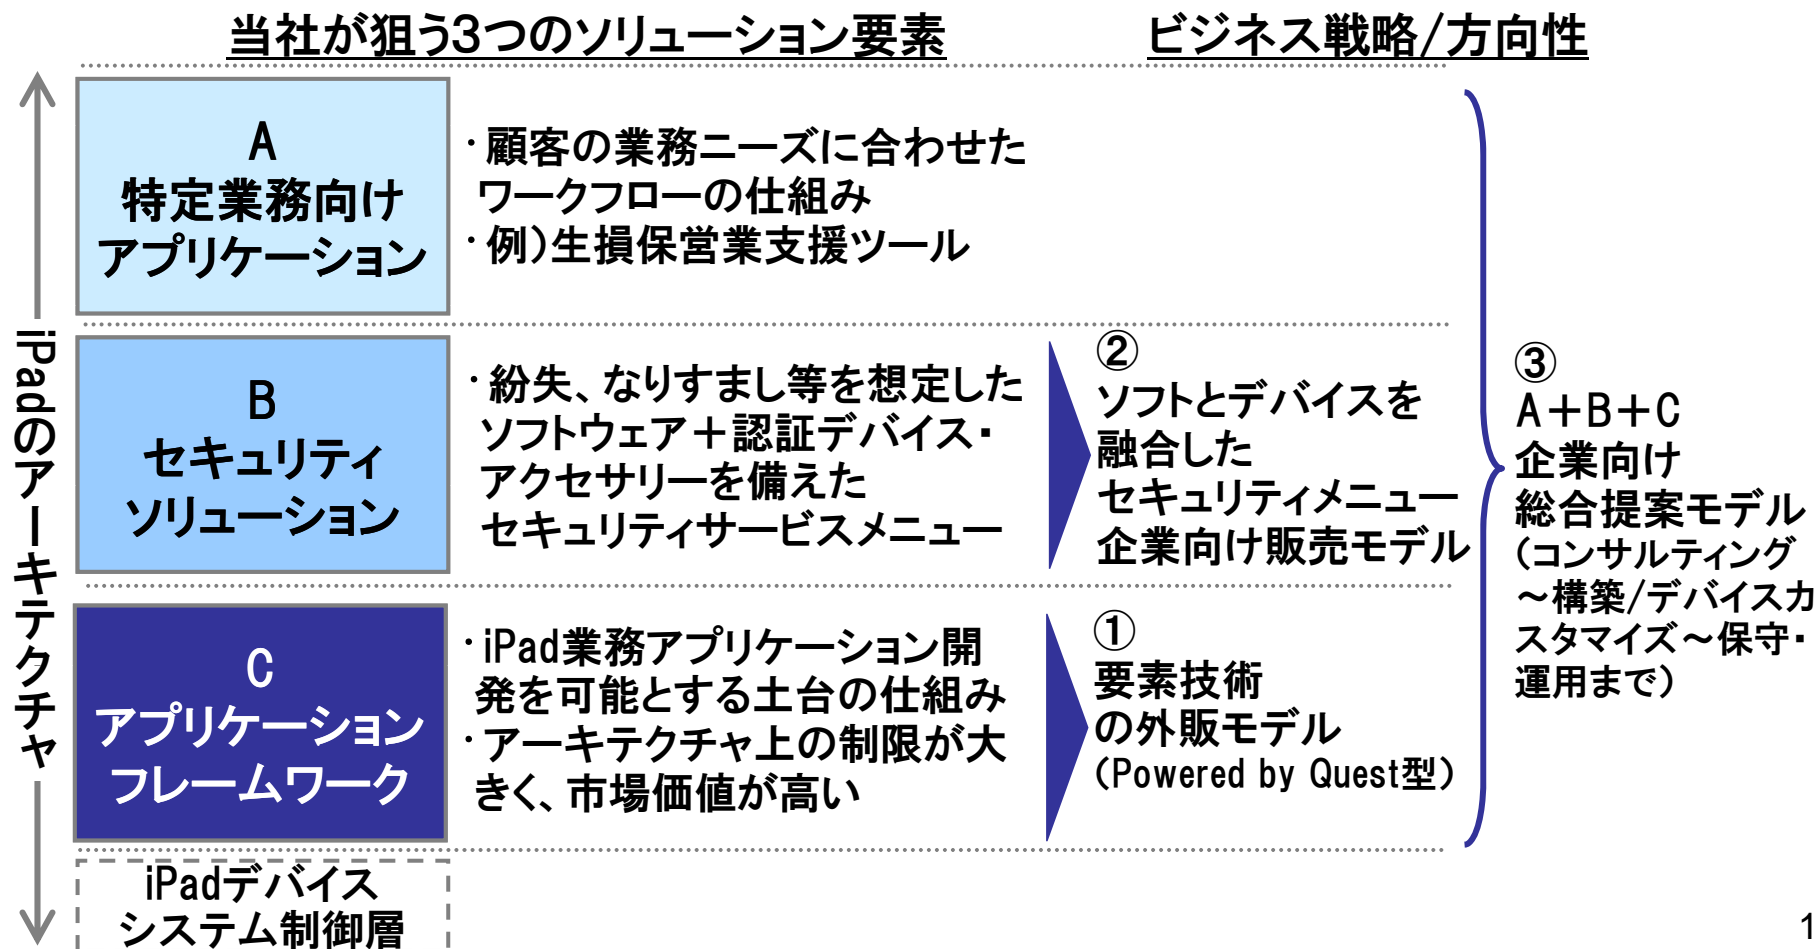 当社が狙う3つのソリューション要素
ビジネス戦略/方向性
iPadのアーキテクチャ
A
特定業務向け
アプリケーション
・顧客の業務ニーズに合わせた
ワークフローの仕組み
・例）生損保営業支援ツール
B
セキュリティ
ソリューション
・紛失、なりすまし等を想定した
ソフトウェア＋認証デバイス・
アクセサリーを備えた
セキュリティサービスメニュー
②
ソフトとデバイスを
融合した
セキュリティメニュー
企業向け販売モデル
C
アプリケーション
フレームワーク
・iPad業務アプリケーション開
発を可能とする土台の仕組み
・アーキテクチャ上の制限が大
きく、市場価値が高い
①
要素技術
の外販モデル
（Powered by Quest型）
③
A＋B＋C
企業向け
総合提案モデル
（コンサルティング
～構築/デバイスカ
スタマイズ～保守・
運用まで）
iPadデバイス
システム制御層
1